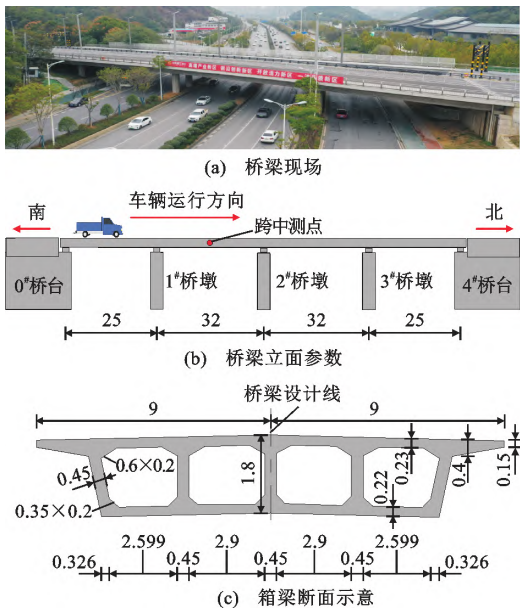 (a) 桥梁现场
车辆运行方向
南
北
跨中测点
0#桥台
1#桥墩
2#桥墩
3#桥墩
4#桥台
25
32
32
25
(b) 桥梁立面参数
桥梁设计线
9
9
0.45
0.6×0.2
1.8
0.23
0.4
0.15
0.35×0.2
0.22
2.599
2.9
2.9
2.599
0.326
0.45
0.45
0.45
0.326
(c) 箱梁断面示意